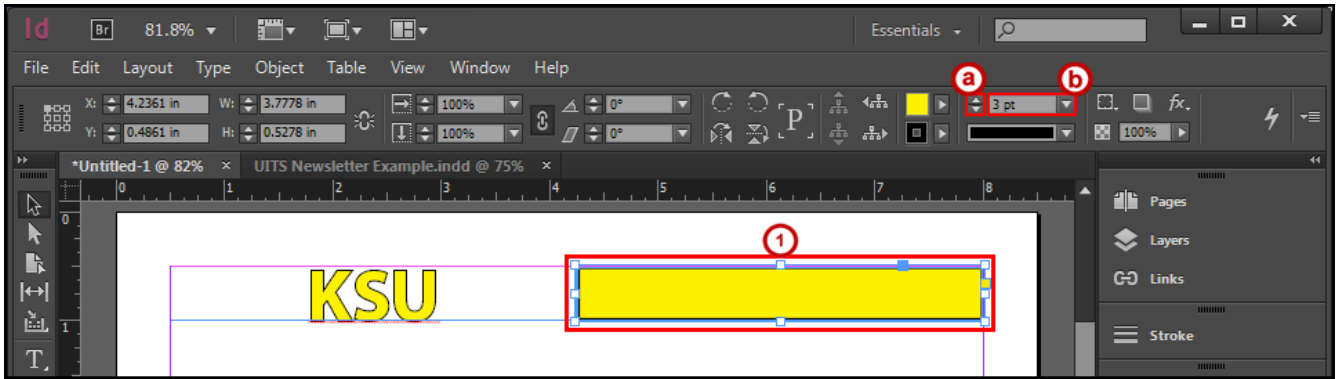 Id Br 81.8% Essentials
File Edit Layout Type Object Table View Window Help
a b
X: 4.2361 in W: 3.7778 in 100% 0° P 3 pt fx.
Y: 0.4861 in H: 0.5278 in 100% 0° 100%
*Untitled-1 @ 82% × UITS Newsletter Example.indd @ 75% ×
0 1 2 3 4 5 6 7 8
Pages
0
1
Layers
KSU
Links
1
Stroke
T